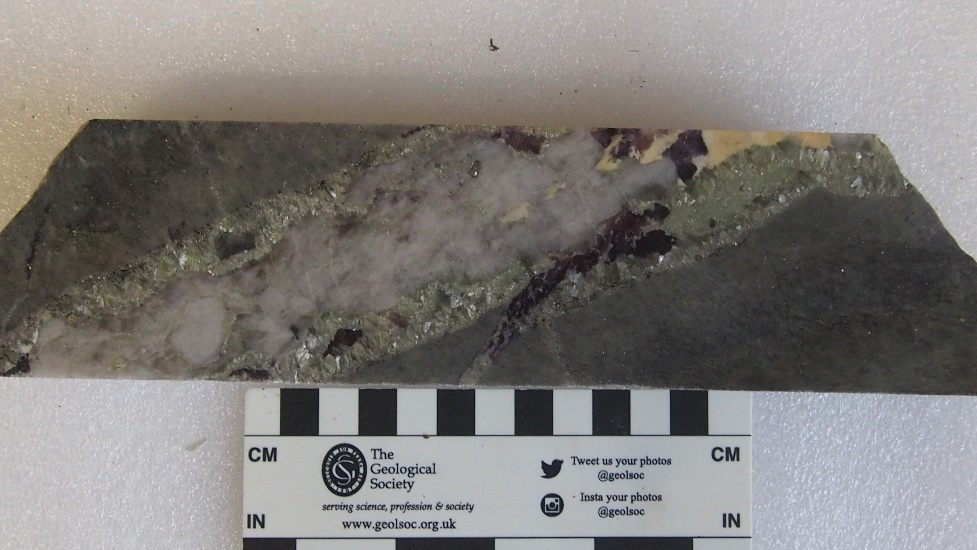 CM
The
Geological
Society
serving science, profession & society
www.geolsoc.org.uk
IN
Tweet us your photos
@geolsoc
Insta your photos
@geolsoc
CM
IN